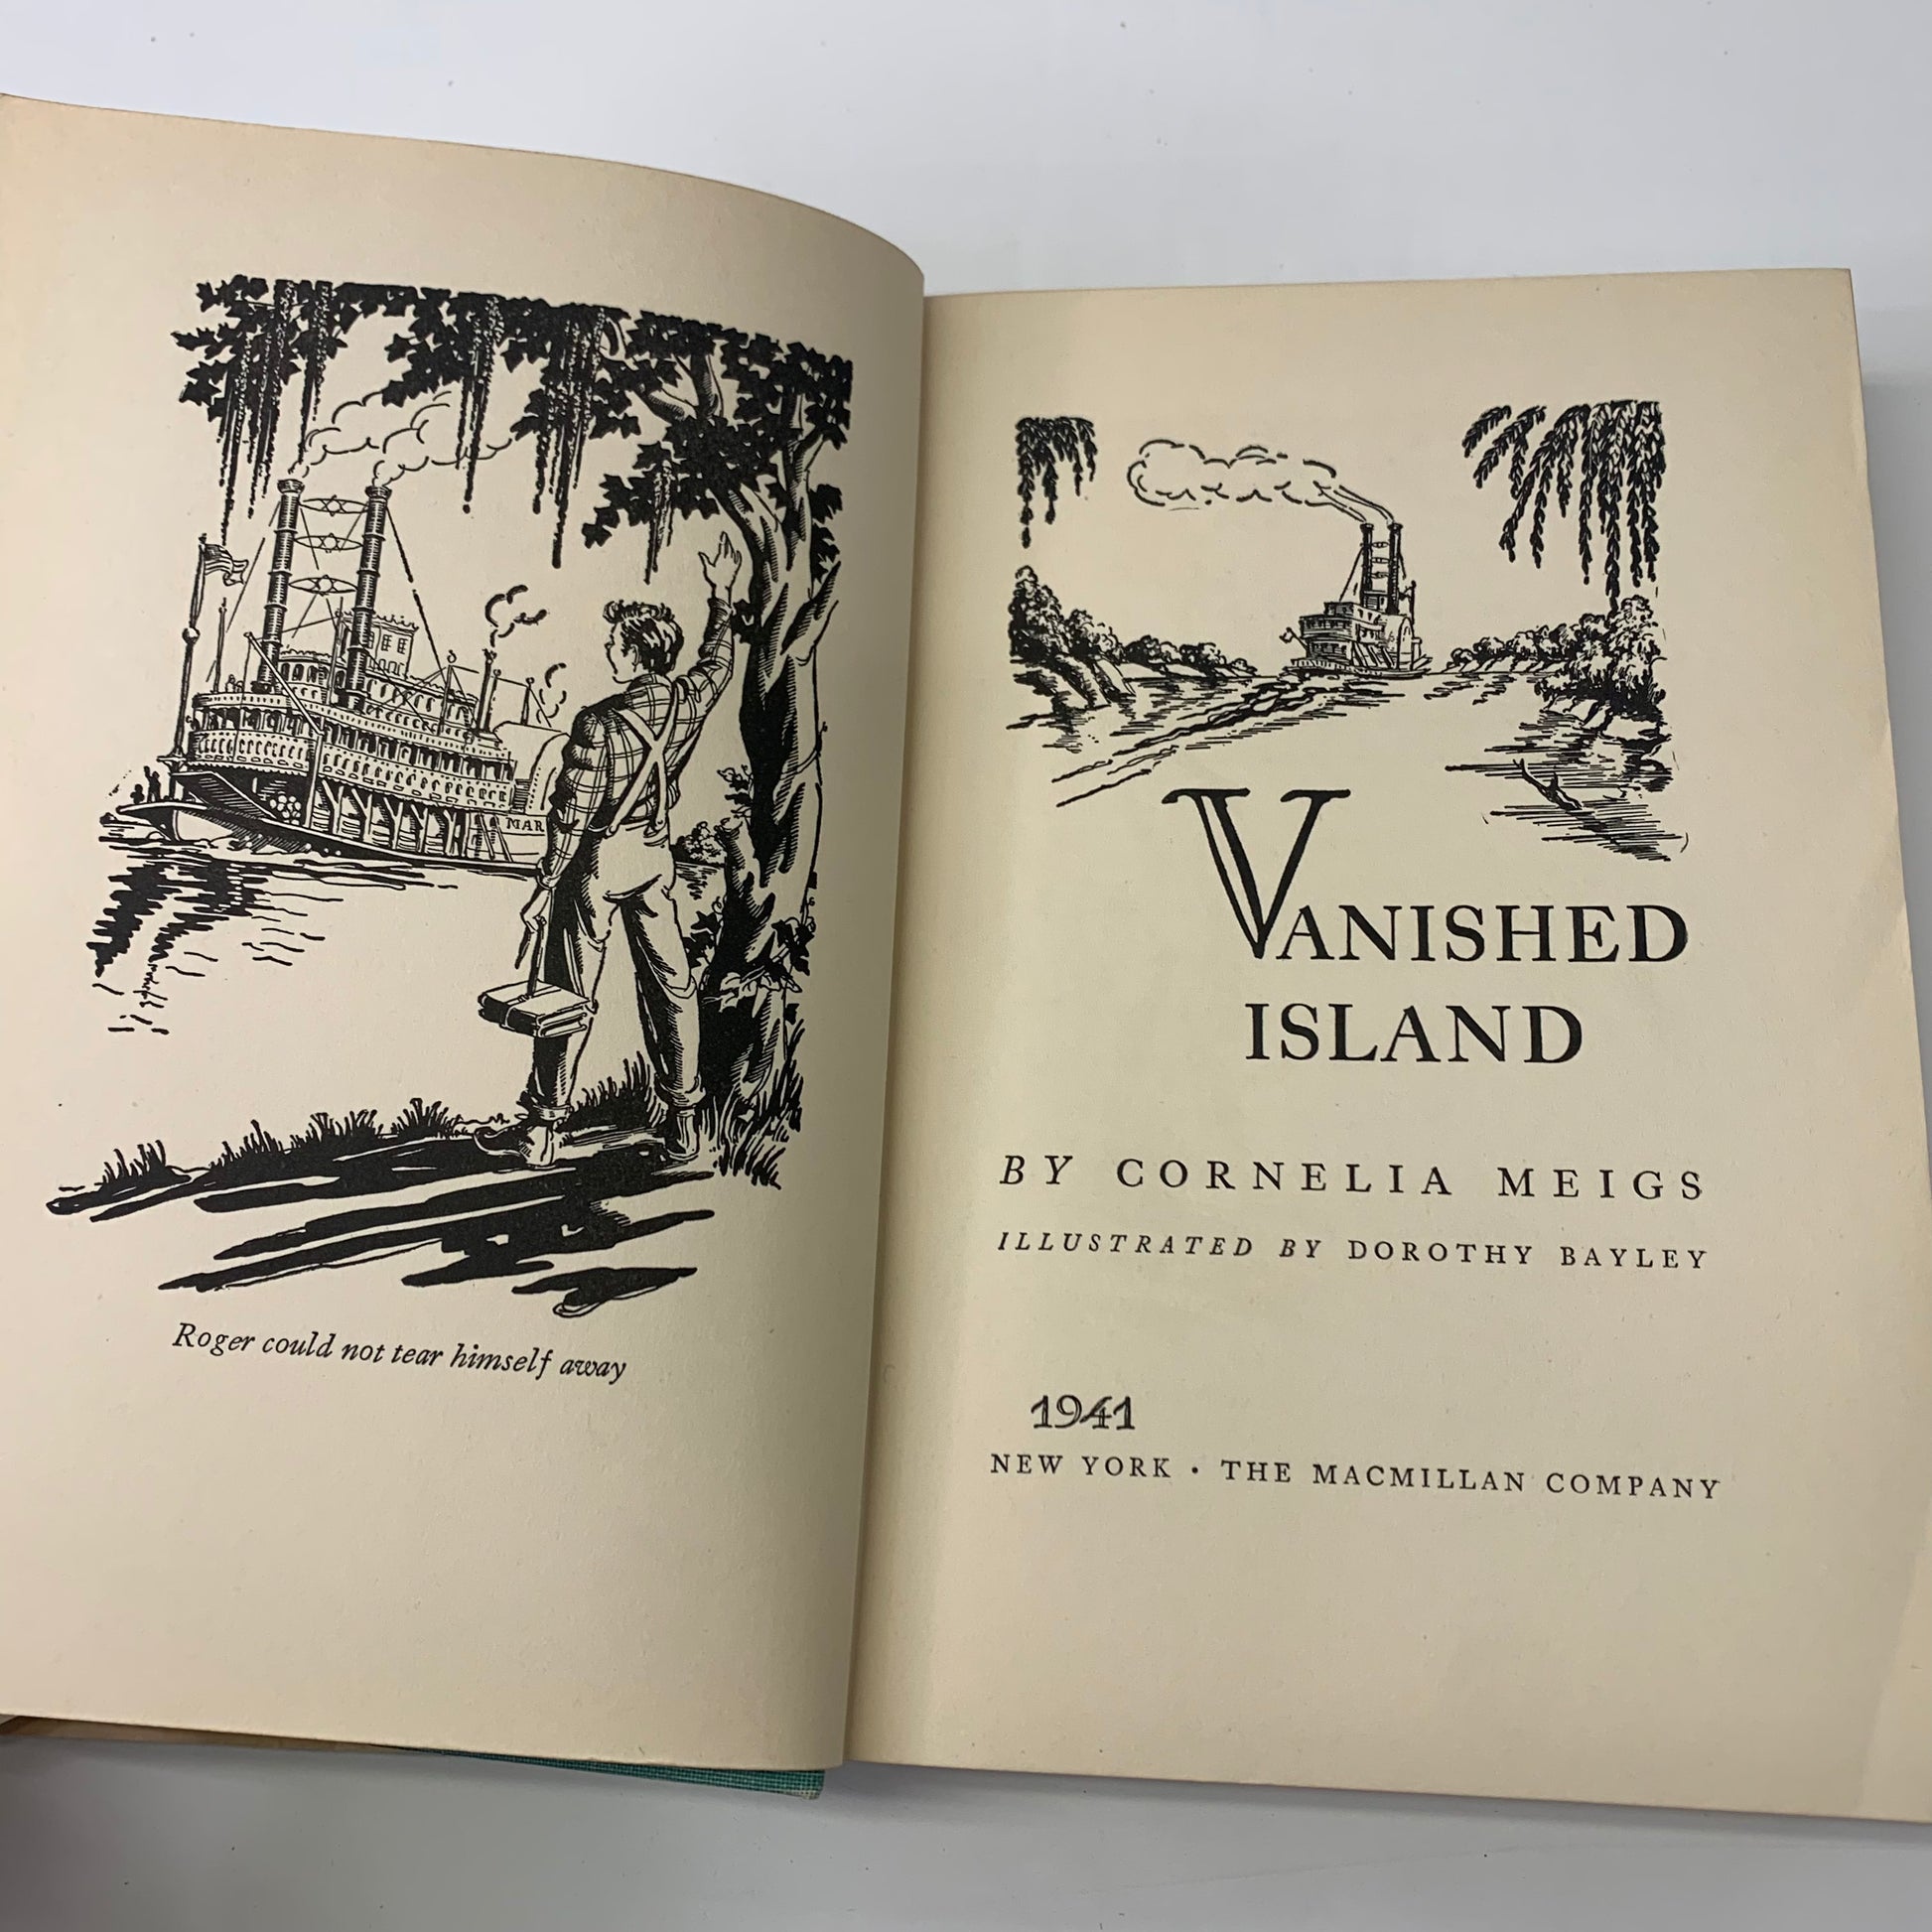 MAR
Roger could not tear himself away
VANISHED
ISLAND
BY CORNELIA MEIGS
ILLUSTRATED BY DOROTHY BAYLEY
1941
NEW YORK · THE MACMILLAN COMPANY